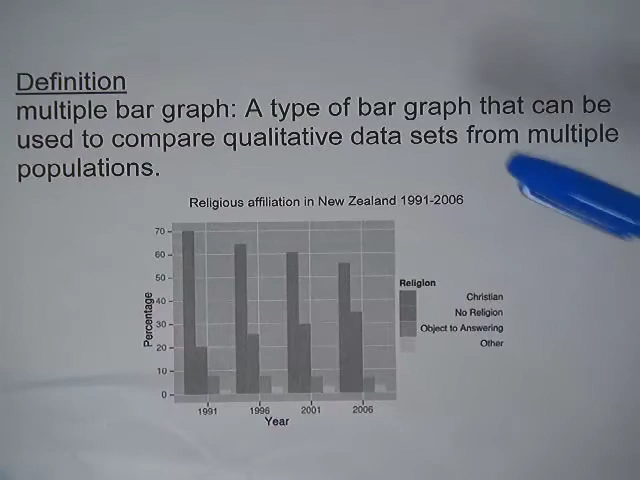 Definition
multiple bar graph: A type of bar graph that can be
used to compare qualitative data sets from multiple
populations.
Religious affiliation in New Zealand 1991-2006
70
60
50
40
30
20
10
0
Percentage
1991 1996 2001 2006
Year
Religion
Christian
No Religion
Object to Answering
Other